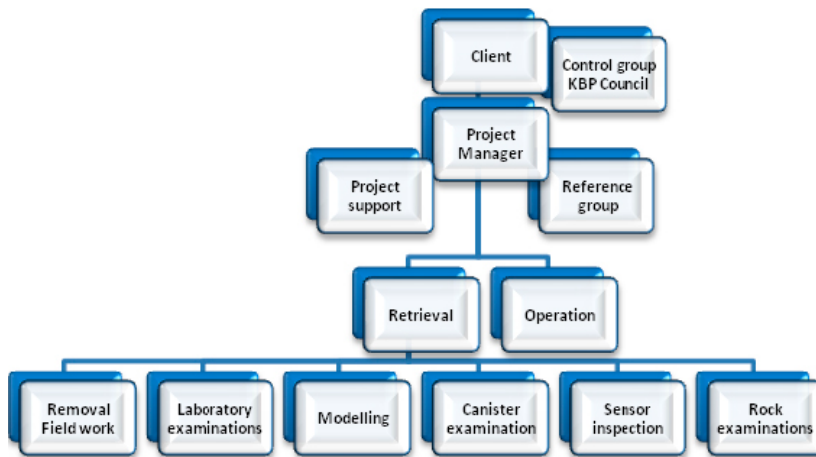 Client
Control group
KBP Council
Project
Manager
Project
support
Reference
group
Retrieval
Operation
Removal
Field work
Laboratory
examinations
Modelling
Canister
examination
Sensor
inspection
Rock
examinations